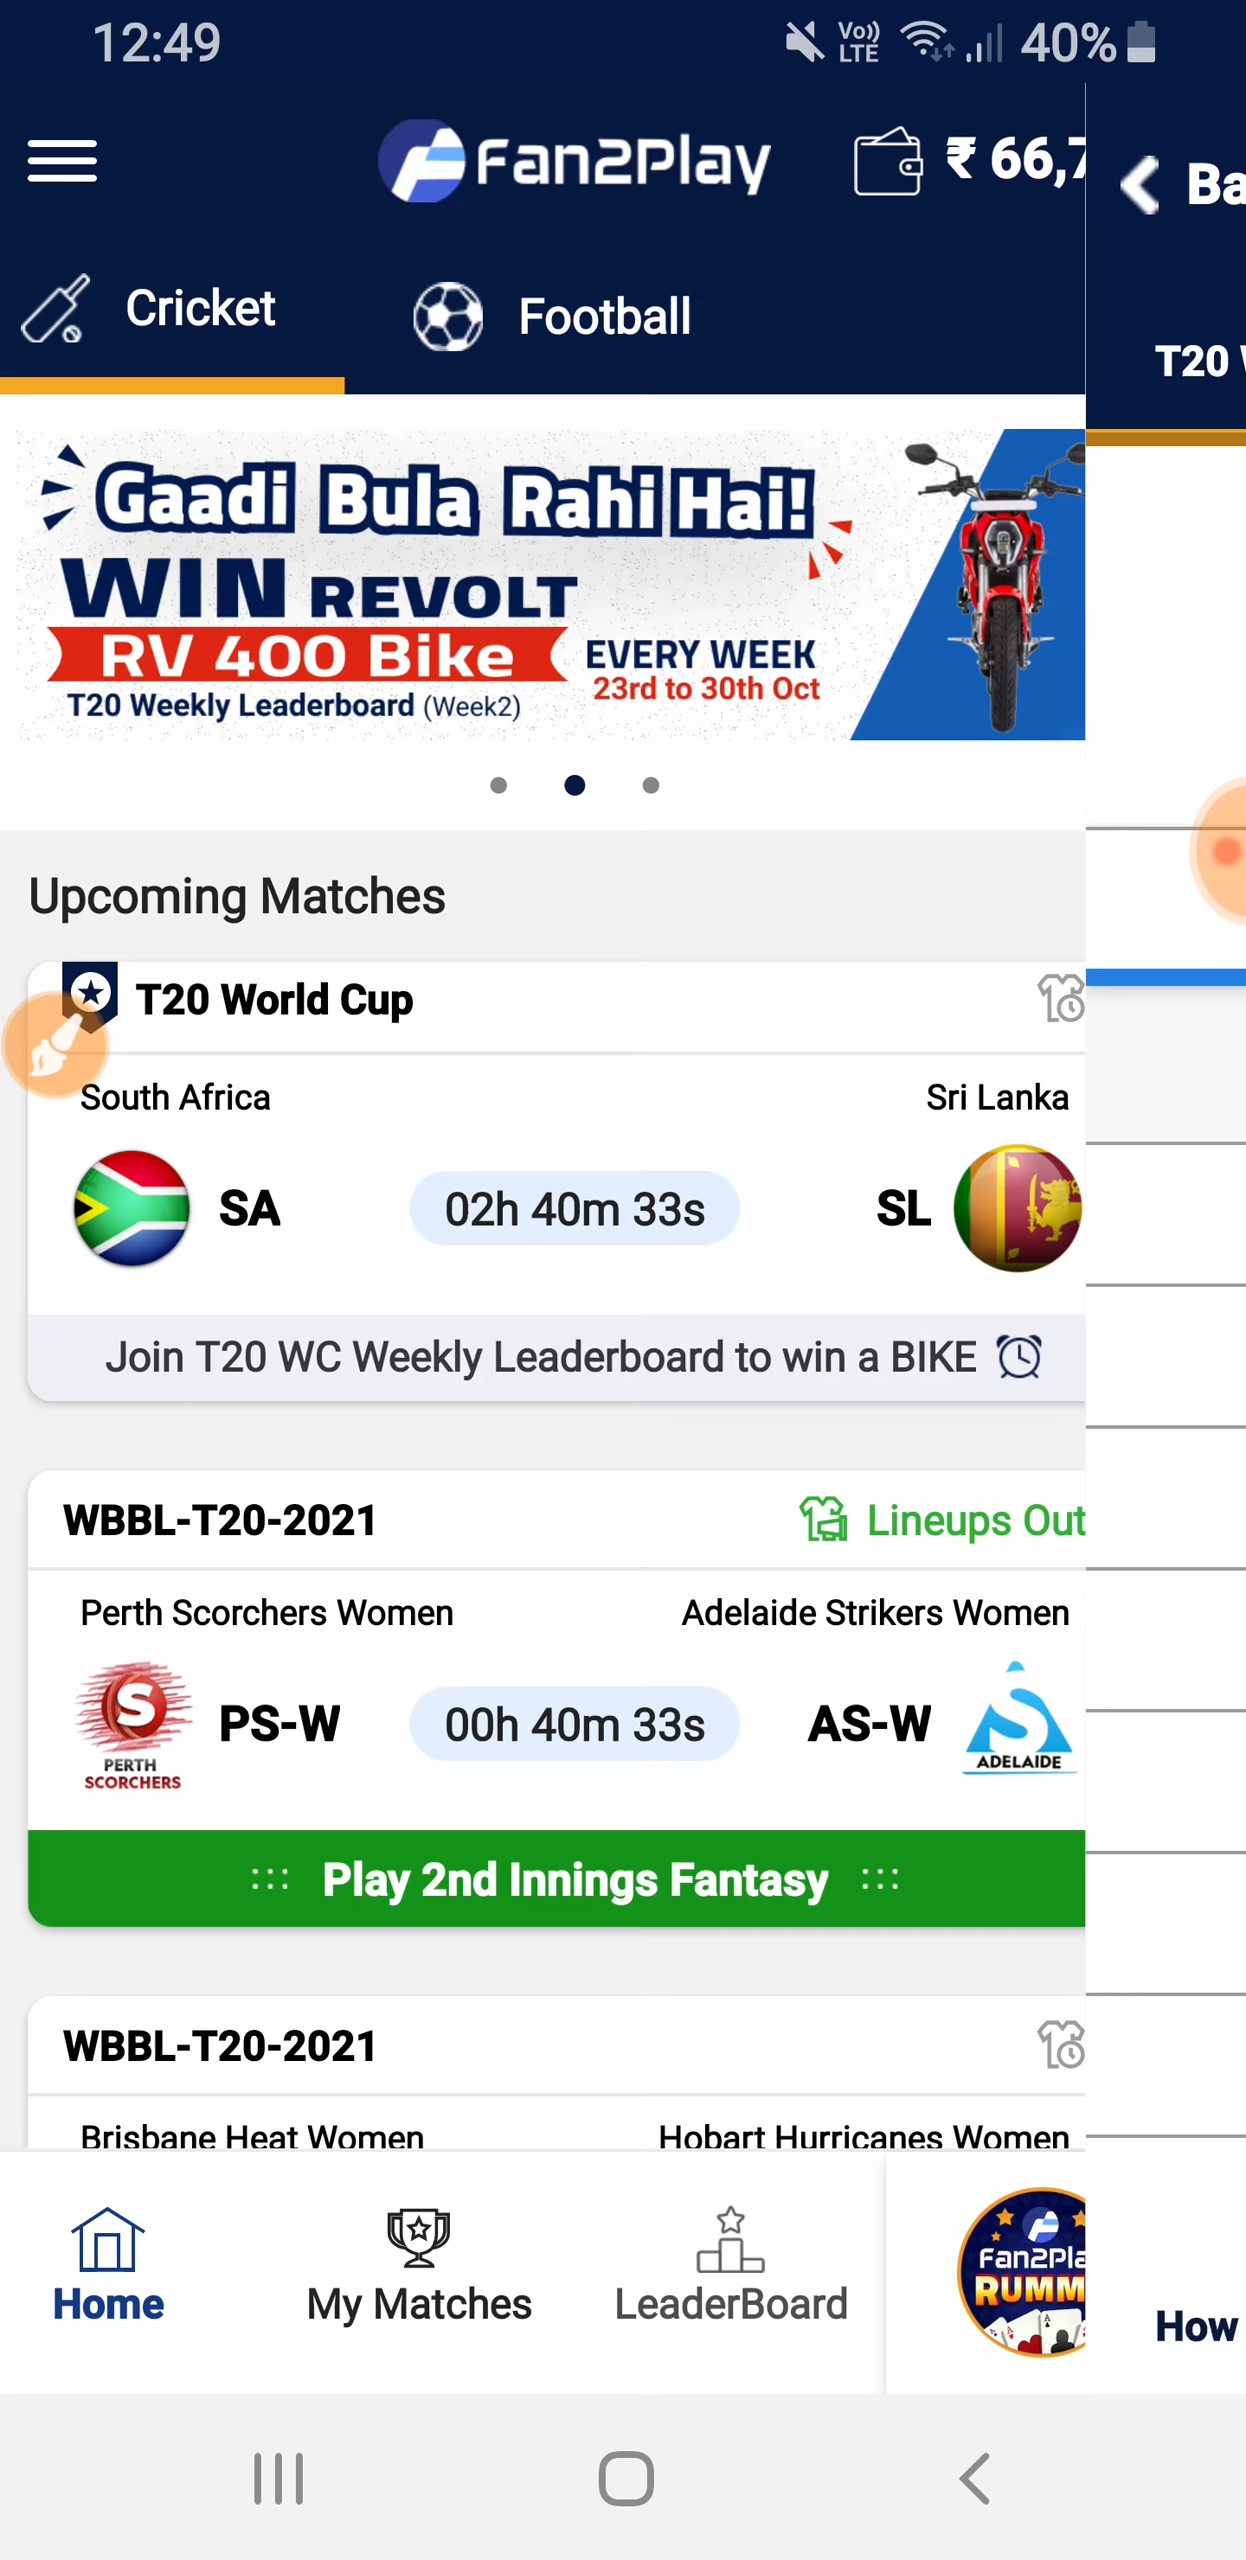 12:49
Vo)) LTE
40%
Fan2Play
₹ 66,7
Ba
Cricket
Football
T20
Gaadi Bula Rahi Hai!
WIN REVOLT
RV 400 Bike
EVERY WEEK
23rd to 30th Oct
T20 Weekly Leaderboard (Week2)
Upcoming Matches
T20 World Cup
South Africa
Sri Lanka
SA
02h 40m 33s
SL
Join T20 WC Weekly Leaderboard to win a BIKE
WBBL-T20-2021
Lineups Out
Perth Scorchers Women
Adelaide Strikers Women
S
PERTH
SCORCHERS
PS-W
00h 40m 33s
AS-W
ADELAIDE
Play 2nd Innings Fantasy
WBBL-T20-2021
Brisbane Heat Women
Hobart Hurricanes Women
Home
My Matches
LeaderBoard
Fan2Pla
RUMM
How